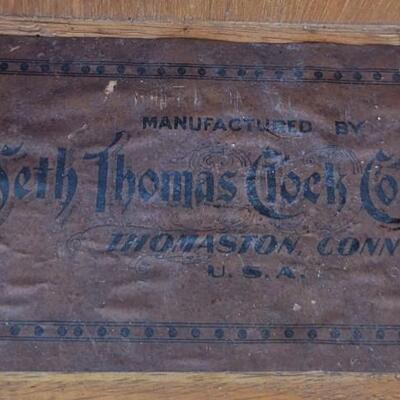 MANUFACTURED BY
Seth Thomas Clock Co
THOMASTON, CONN
U.S.A.